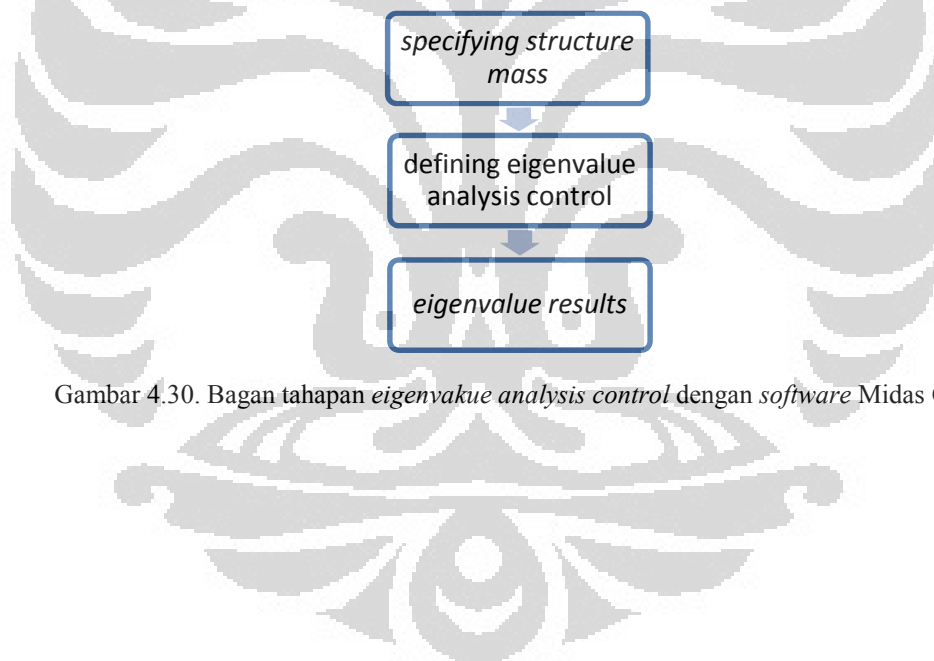 specifying structure
mass
defining eigenvalue
analysis control
eigenvalue results
Gambar 4.30. Bagan tahapan eigenvakue analysis control dengan software Midas